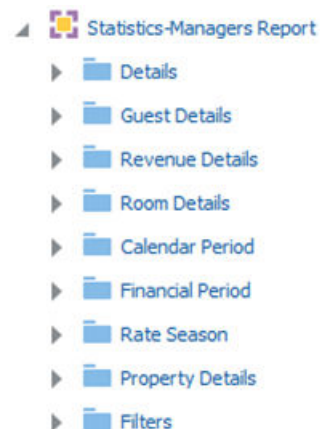 Statistics-Managers Report
Details
Guest Details
Revenue Details
Room Details
Calendar Period
Financial Period
Rate Season
Property Details
Filters